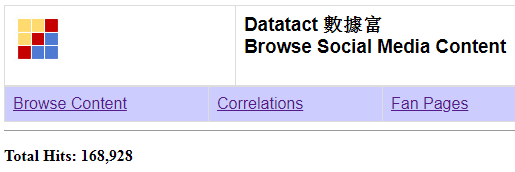 Datatact 數據富
Browse Social Media Content
Browse Content Correlations Fan Pages
Total Hits: 168,928